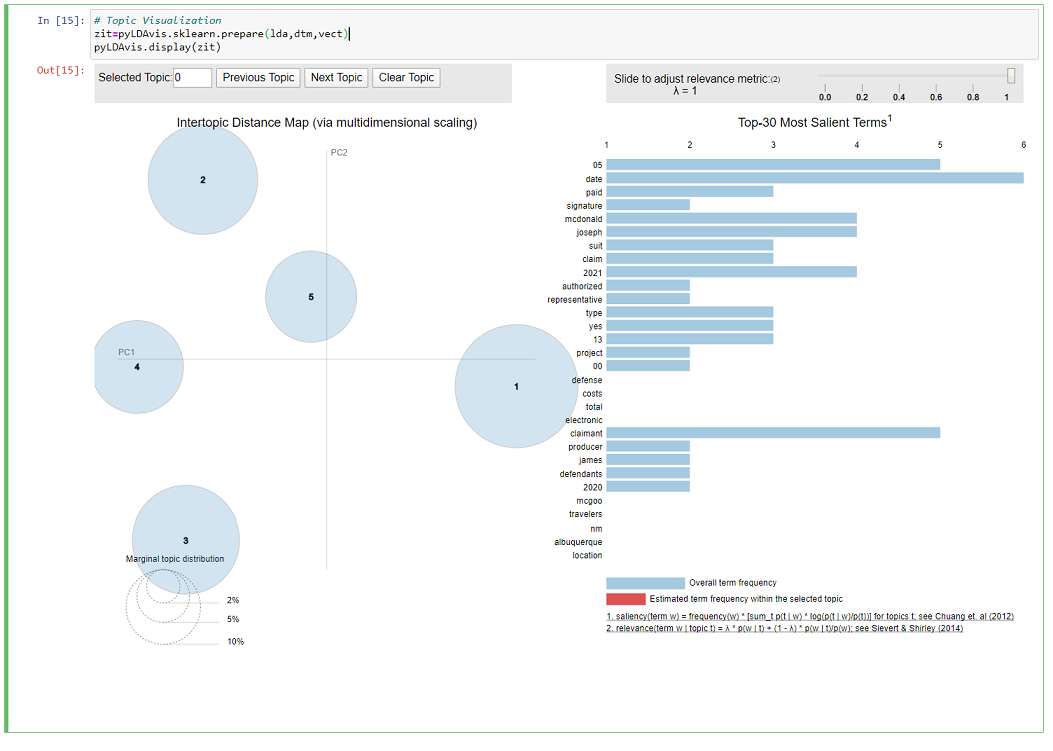 In [15]: # Topic Visualization
zit=pyLDAvis.sklearn.prepare(lda,dtm,vect)
pyLDAvis.display(zit)
Out[15]: Selected Topic: 0 Previous Topic Next Topic Clear Topic
Slide to adjust relevance metric:(2)
λ = 1
0.0 0.2 0.4 0.6 0.8 1
Intertopic Distance Map (via multidimensional scaling)
PC2
2
5
PC1
4
1
3
Marginal topic distribution
2%
5%
10%
Top-30 Most Salient Terms1
1 2 3 4 5 6
05
date
paid
signature
mcdonald
joseph
suit
claim
2021
authorized
representative
type
yes
13
project
00
defense
costs
total
electronic
claimant
producer
james
defendants
2020
mcgoo
travelers
nm
albuquerque
location
Overall term frequency
Estimated term frequency within the selected topic
1. saliency(term w) = frequency(w) * [sum_t p(t | w) * log(p(t | w)/p(t))] for topics t; see Chuang et. al (2012)
2. relevance(term w | topic t) = λ * p(w | t) + (1 - λ) * p(w | t)/p(w); see Sievert & Shirley (2014)